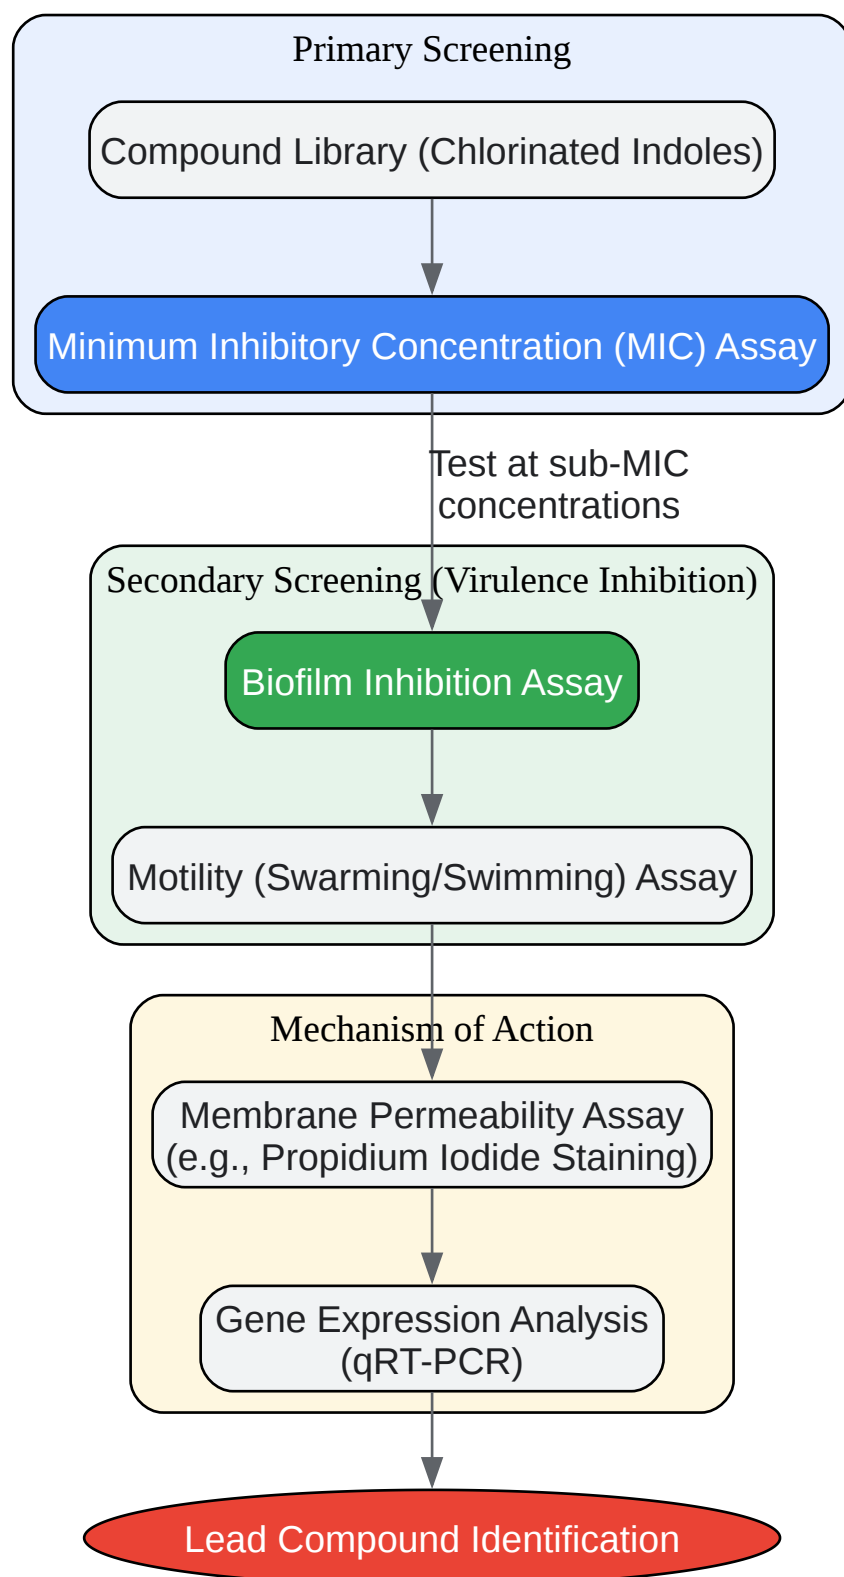 Primary Screening
Compound Library (Chlorinated Indoles)
Minimum Inhibitory Concentration (MIC) Assay
Test at sub-MIC
concentrations
Secondary Screening (Virulence Inhibition)
Biofilm Inhibition Assay
Motility (Swarming/Swimming) Assay
Mechanism of Action
Membrane Permeability Assay
(e.g., Propidium Iodide Staining)
Gene Expression Analysis
(qRT-PCR)
Lead Compound Identification